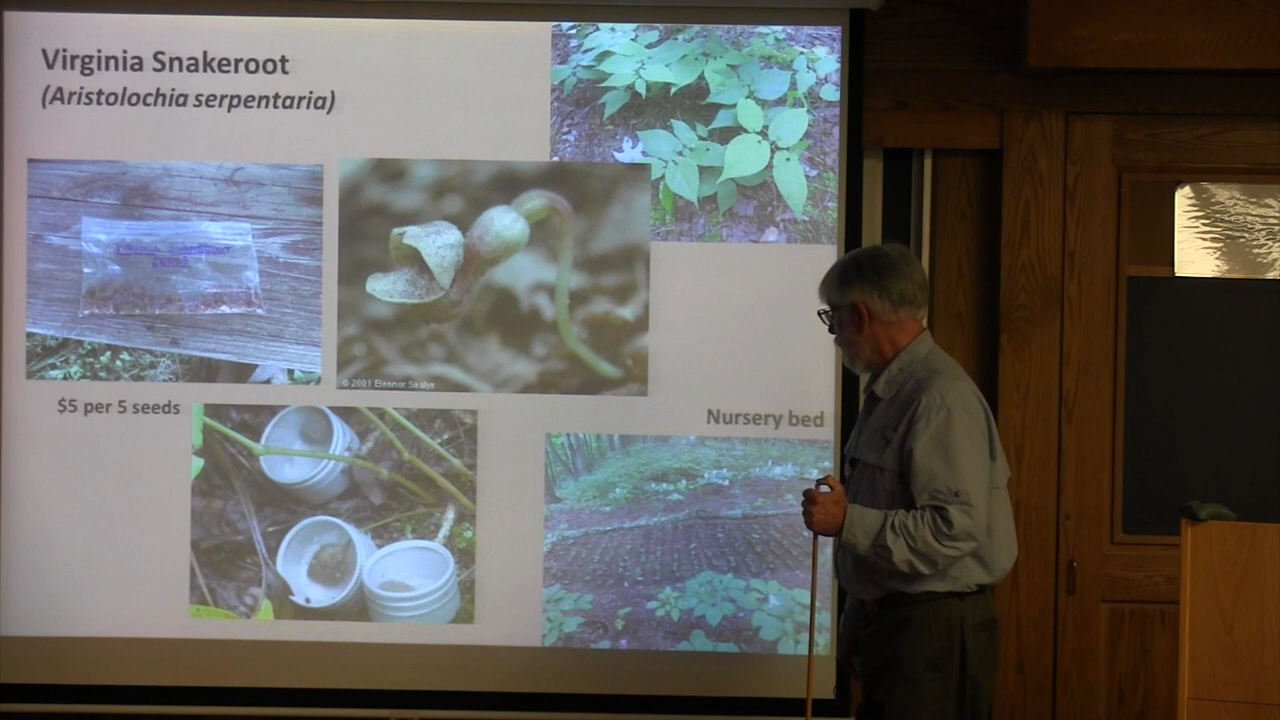 Virginia Snakeroot
(Aristolochia serpentaria)
© 2001 Eleanor Saulys
$5 per 5 seeds
Nursery bed